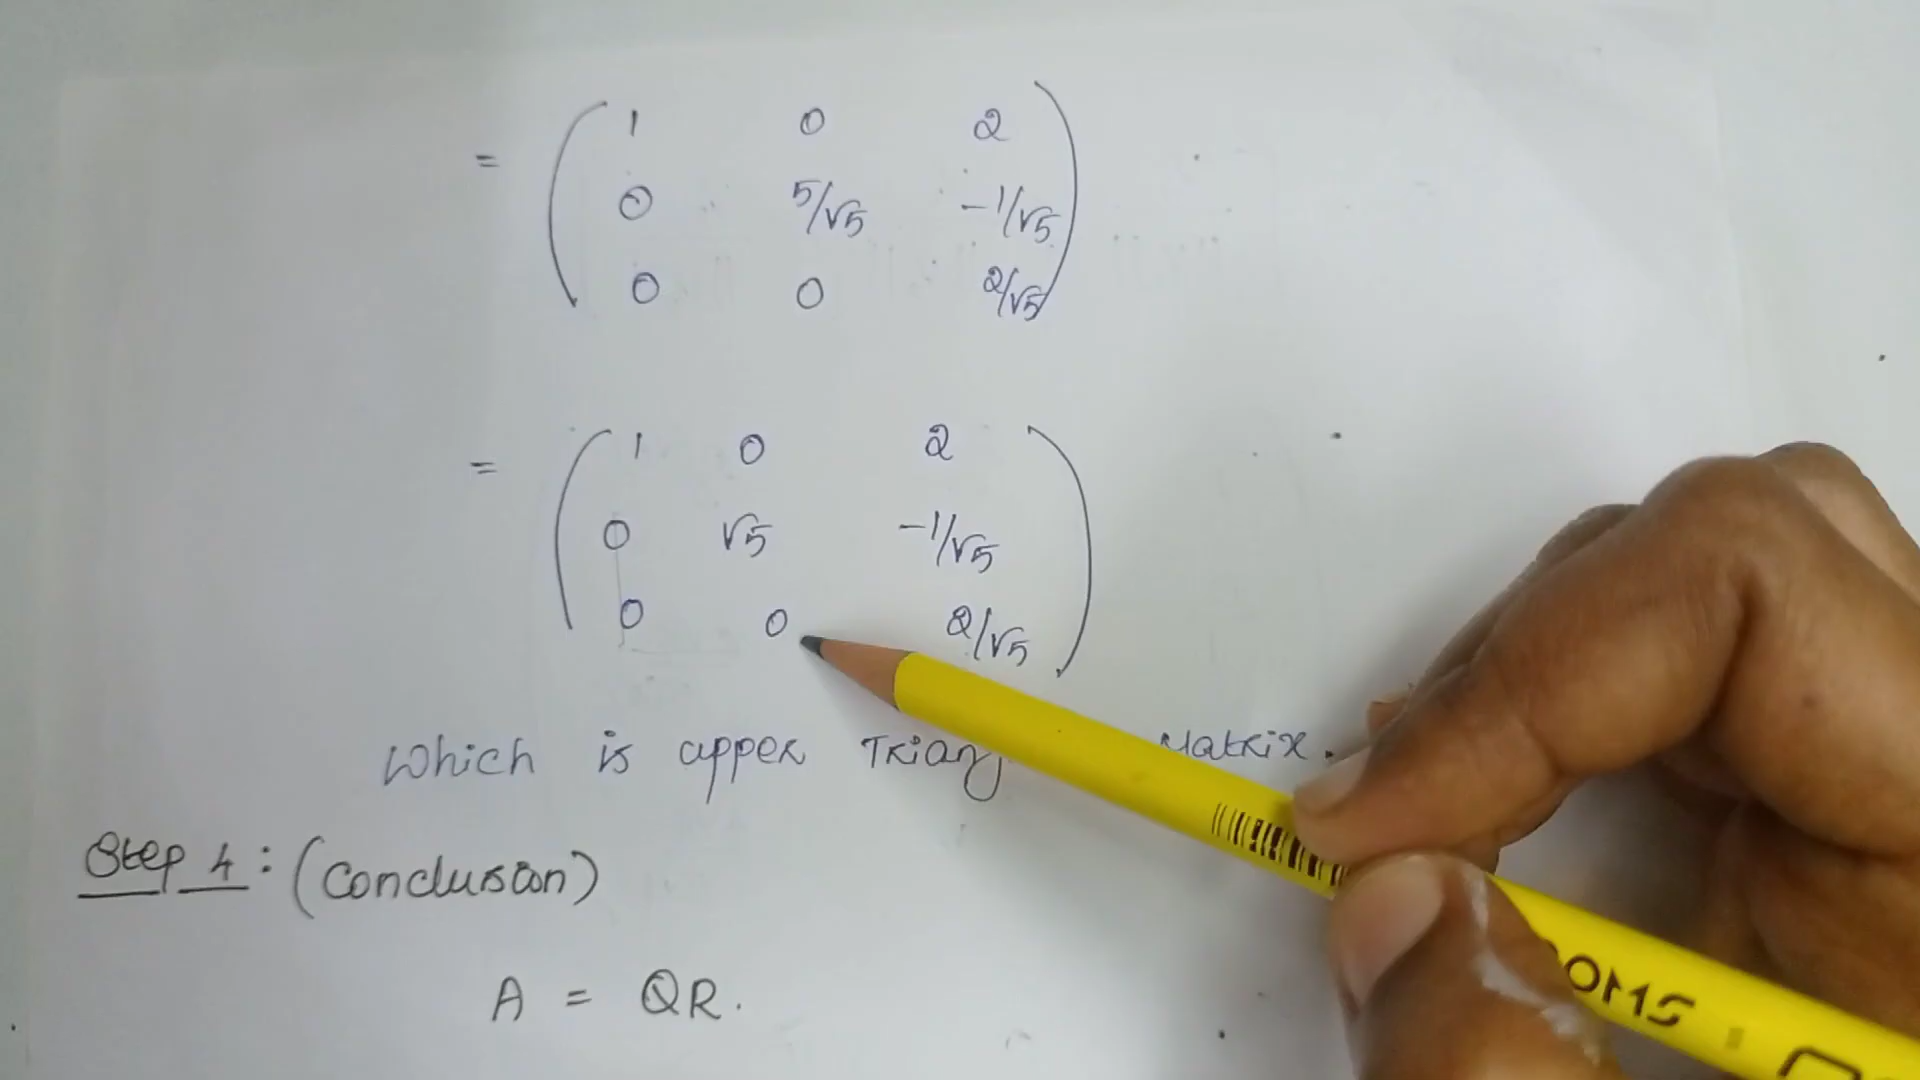 = ( 1 0 2
0 5/√5 -1/√5
0 0 2/√5 )
= ( 1 0 2
0 √5 -1/√5
0 0 2/√5 )
Which is upper Triang Matrix.
Step 4: (Conclusion)
A = QR.